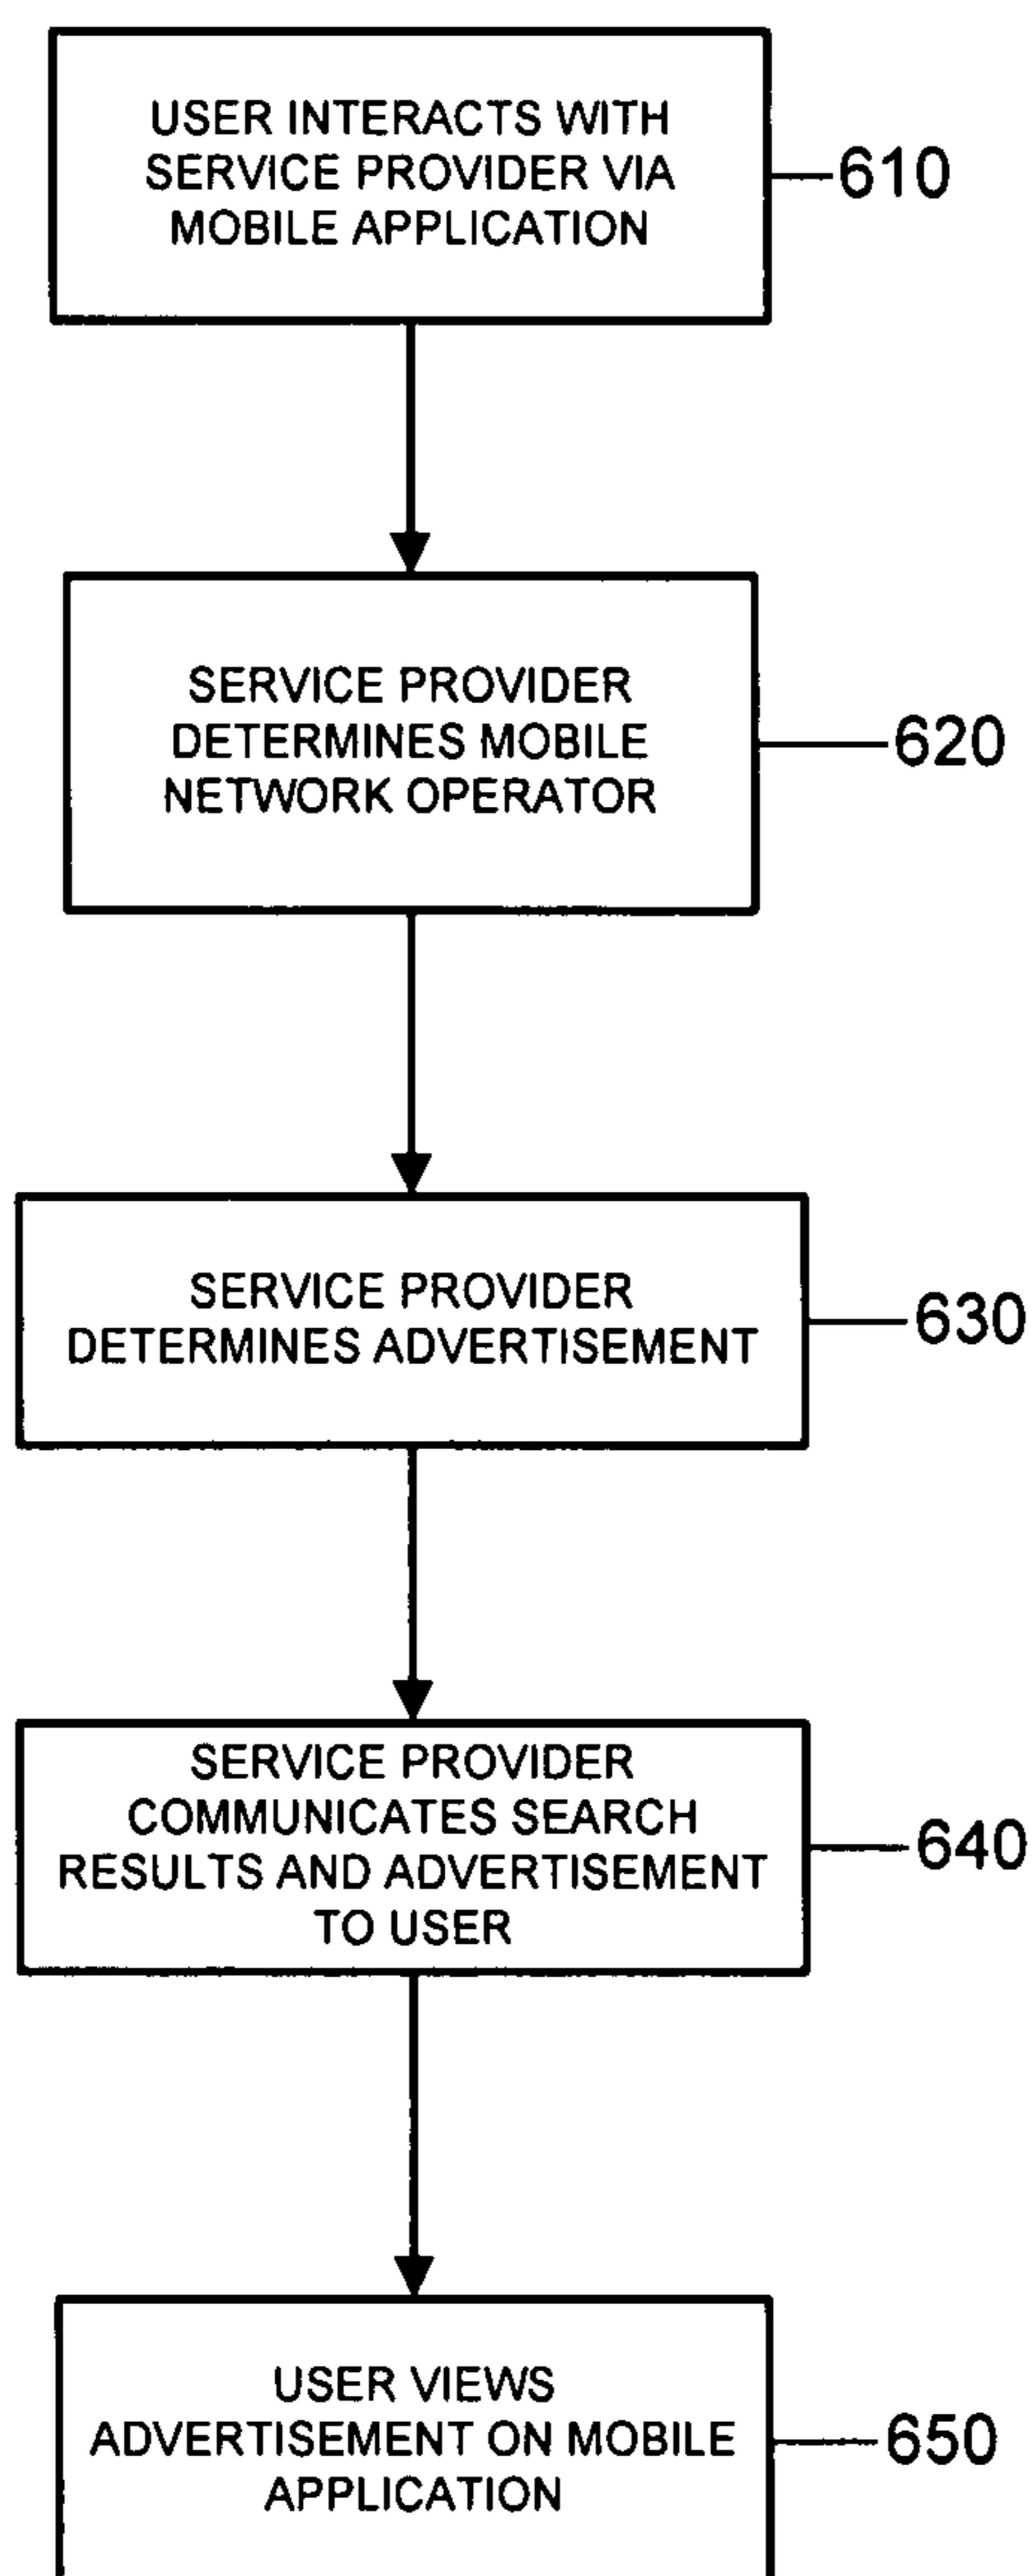 USER INTERACTS WITH
SERVICE PROVIDER VIA
MOBILE APPLICATION
610
SERVICE PROVIDER
DETERMINES MOBILE
NETWORK OPERATOR
620
SERVICE PROVIDER
DETERMINES ADVERTISEMENT
630
SERVICE PROVIDER
COMMUNICATES SEARCH
RESULTS AND ADVERTISEMENT
TO USER
640
USER VIEWS
ADVERTISEMENT ON MOBILE
APPLICATION
650